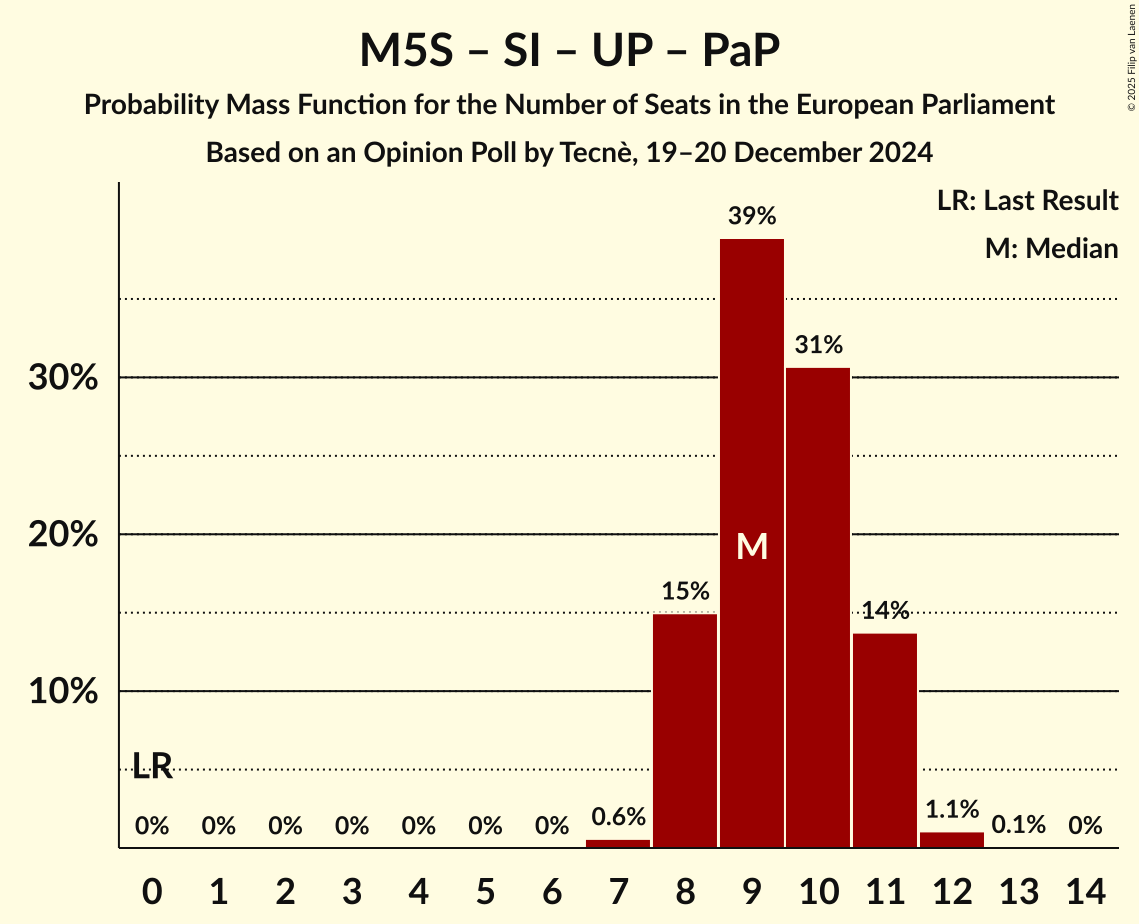 M5S – SI – UP – PaP
Probability Mass Function for the Number of Seats in the European Parliament
Based on an Opinion Poll by Tecnè, 19–20 December 2024
© 2025 Filip van Laenen
LR: Last Result
M: Median
39%
31%
30%
20%
M
15%
14%
10%
LR
0% 0% 0% 0% 0% 0% 0% 0.6% 1.1% 0.1% 0%
0 1 2 3 4 5 6 7 8 9 10 11 12 13 14